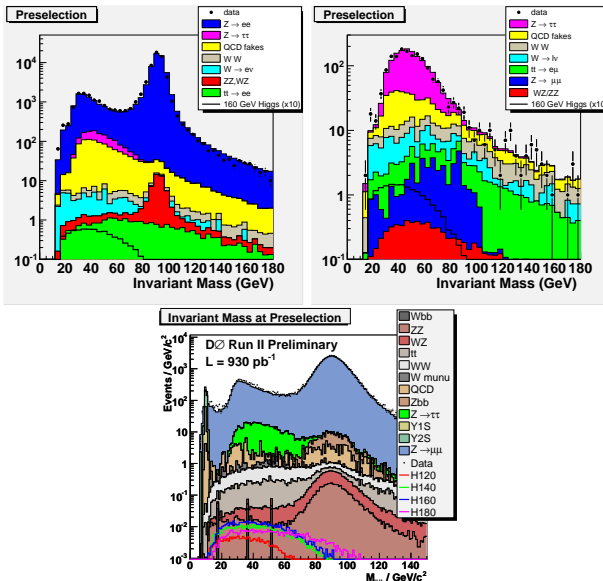 Preselection
data
Z → ee
Z → ττ
QCD fakes
W W
W → eν
ZZ,WZ
tt → ee
160 GeV Higgs (x10)
10⁴
10³
10²
10
1
10⁻¹
0 20 40 60 80 100 120 140 160 180
Invariant Mass (GeV)
Preselection
data
Z → ττ
QCD fakes
W W
W → lν
tt → eμ
Z → μμ
WZ/ZZ
160 GeV Higgs (x10)
10²
10
1
10⁻¹
0 20 40 60 80 100 120 140 160 180
Invariant Mass (GeV)
Invariant Mass at Preselection
DØ Run II Preliminary
L = 930 pb⁻¹
Events / GeV/c²
10⁴
10³
10²
10
1
10⁻¹
10⁻²
10⁻³
0 20 40 60 80 100 120 140
/ GeV/c²
Wbb
ZZ
WZ
tt
WW
W munu
QCD
Zbb
Z → ττ
Y1S
Y2S
Z → μμ
Data
H120
H140
H160
H180